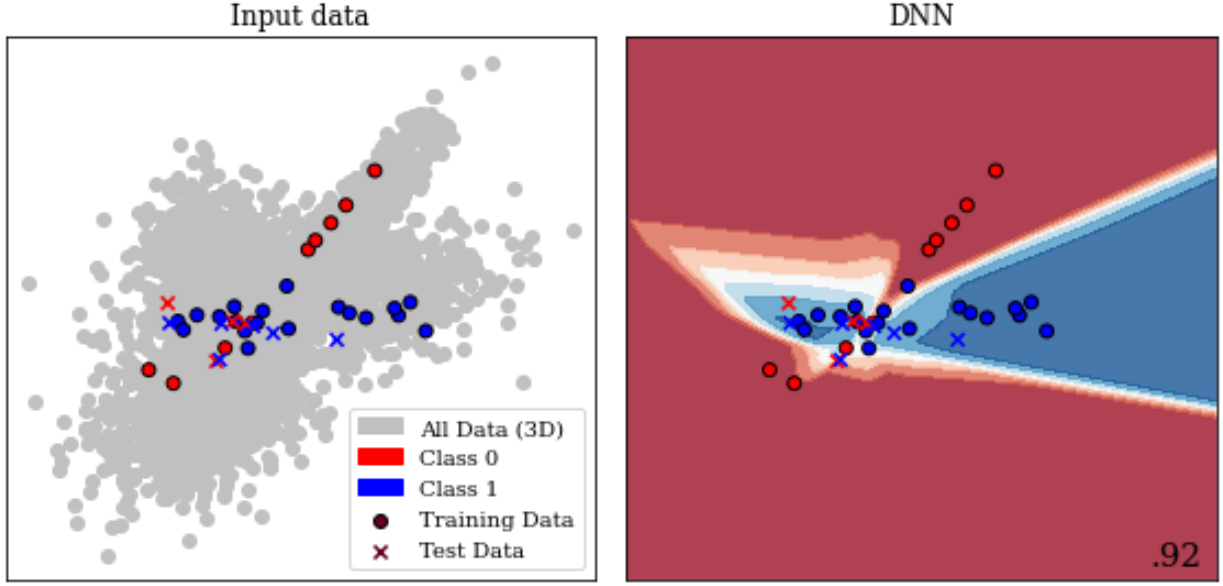 Input data
DNN
All Data (3D)
Class 0
Class 1
Training Data
Test Data
.92